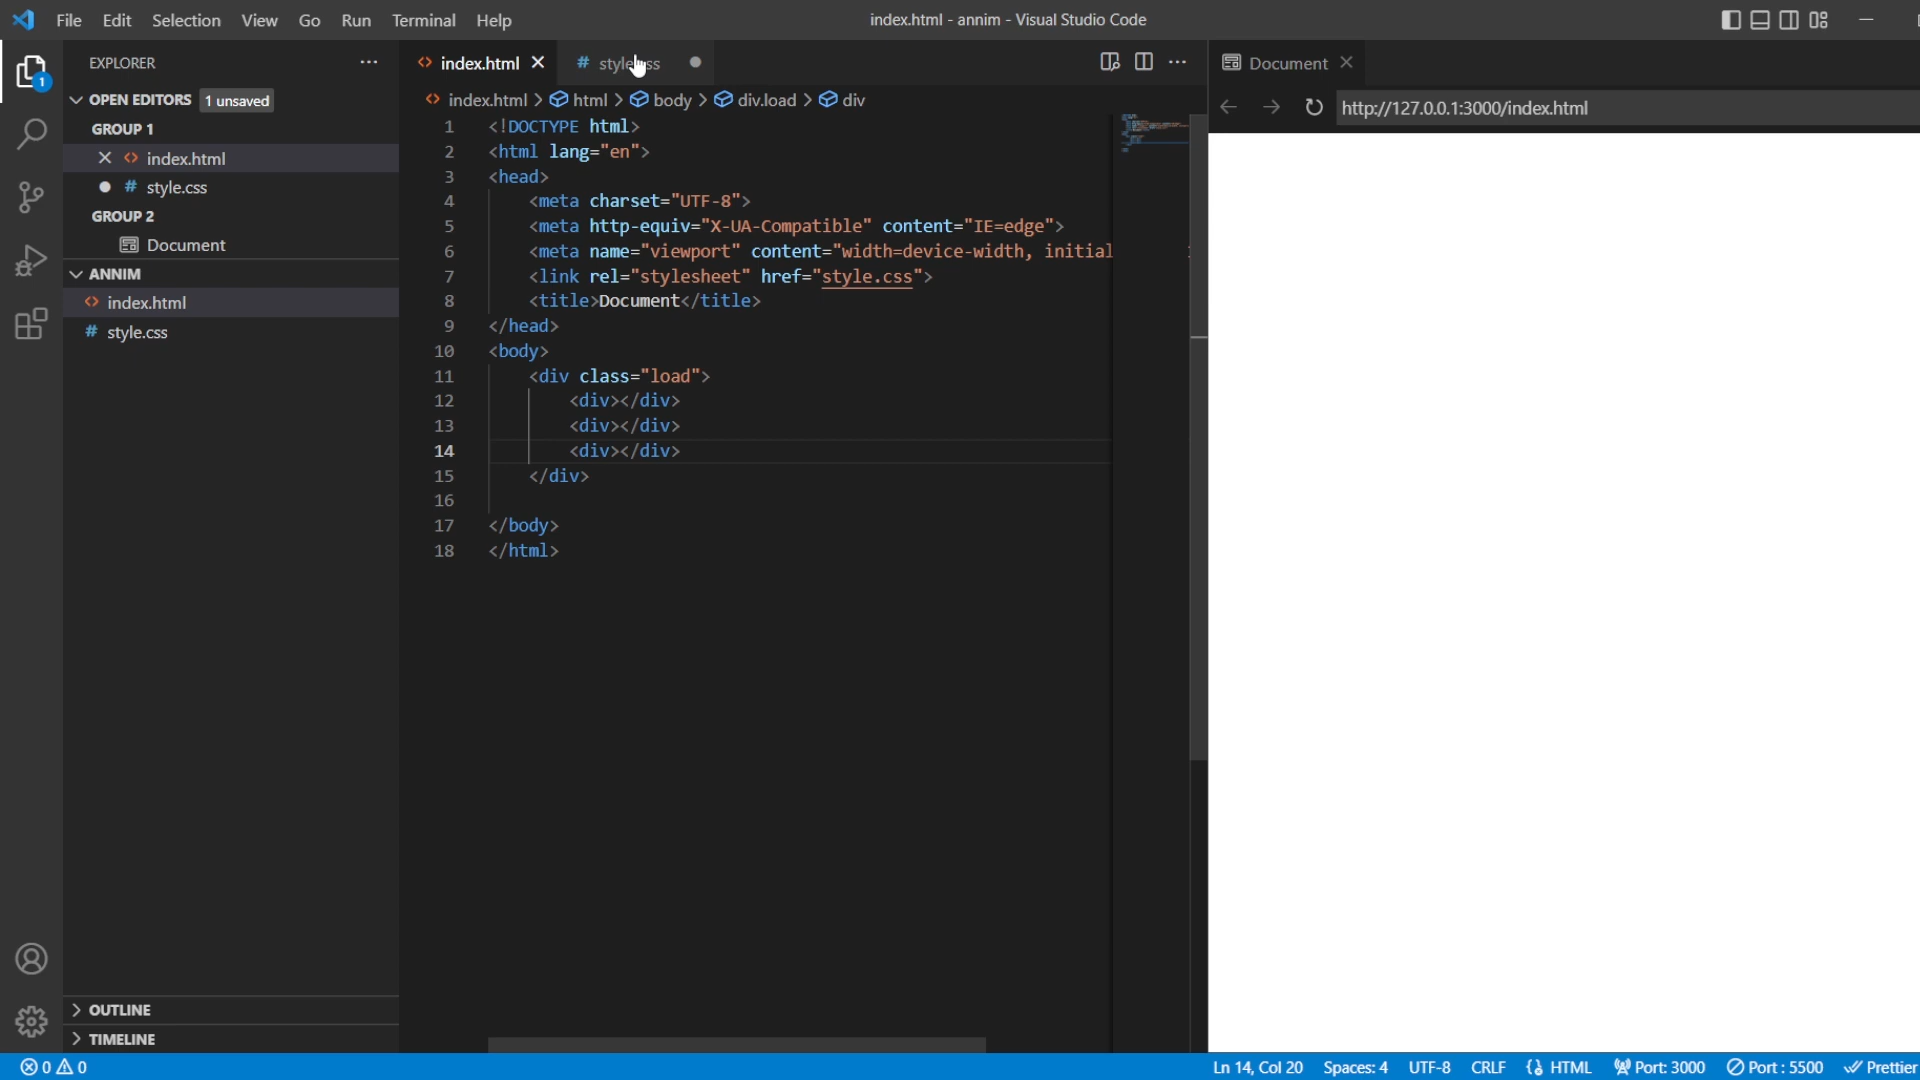 File Edit Selection View Go Run Terminal Help
index.html - annim - Visual Studio Code
EXPLORER
1
OPEN EDITORS 1 unsaved
GROUP 1
index.html
# style.css
GROUP 2
Document
ANNIM
index.html
# style.css
OUTLINE
TIMELINE
index.html
#
index.html > html > body > div.load > div
1 <!DOCTYPE html>
2 <html lang="en">
3 <head>
4 <meta charset="UTF-8">
5 <meta http-equiv="X-UA-Compatible" content="IE=edge">
6 <meta name="viewport" content="width=device-width, initial
7 <link rel="stylesheet" href="style.css">
8 <title>Document</title>
9 </head>
10 <body>
11 <div class="load">
12 <div></div>
13 <div></div>
14 <div></div>
15 </div>
16
17 </body>
18 </html>
Document
http://127.0.0.1:3000/index.html
0 0
Ln 14, Col 20 Spaces: 4 UTF-8 CRLF HTML Port: 3000 Port : 5500 Prettier